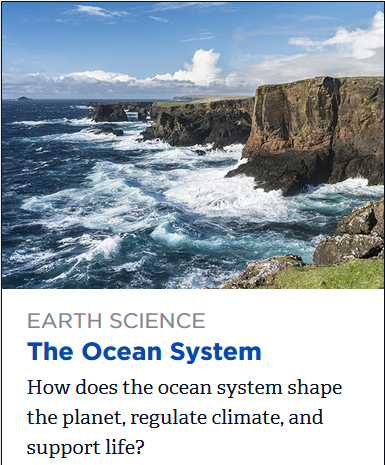 EARTH SCIENCE
The Ocean System
How does the ocean system shape
the planet, regulate climate, and
support life?